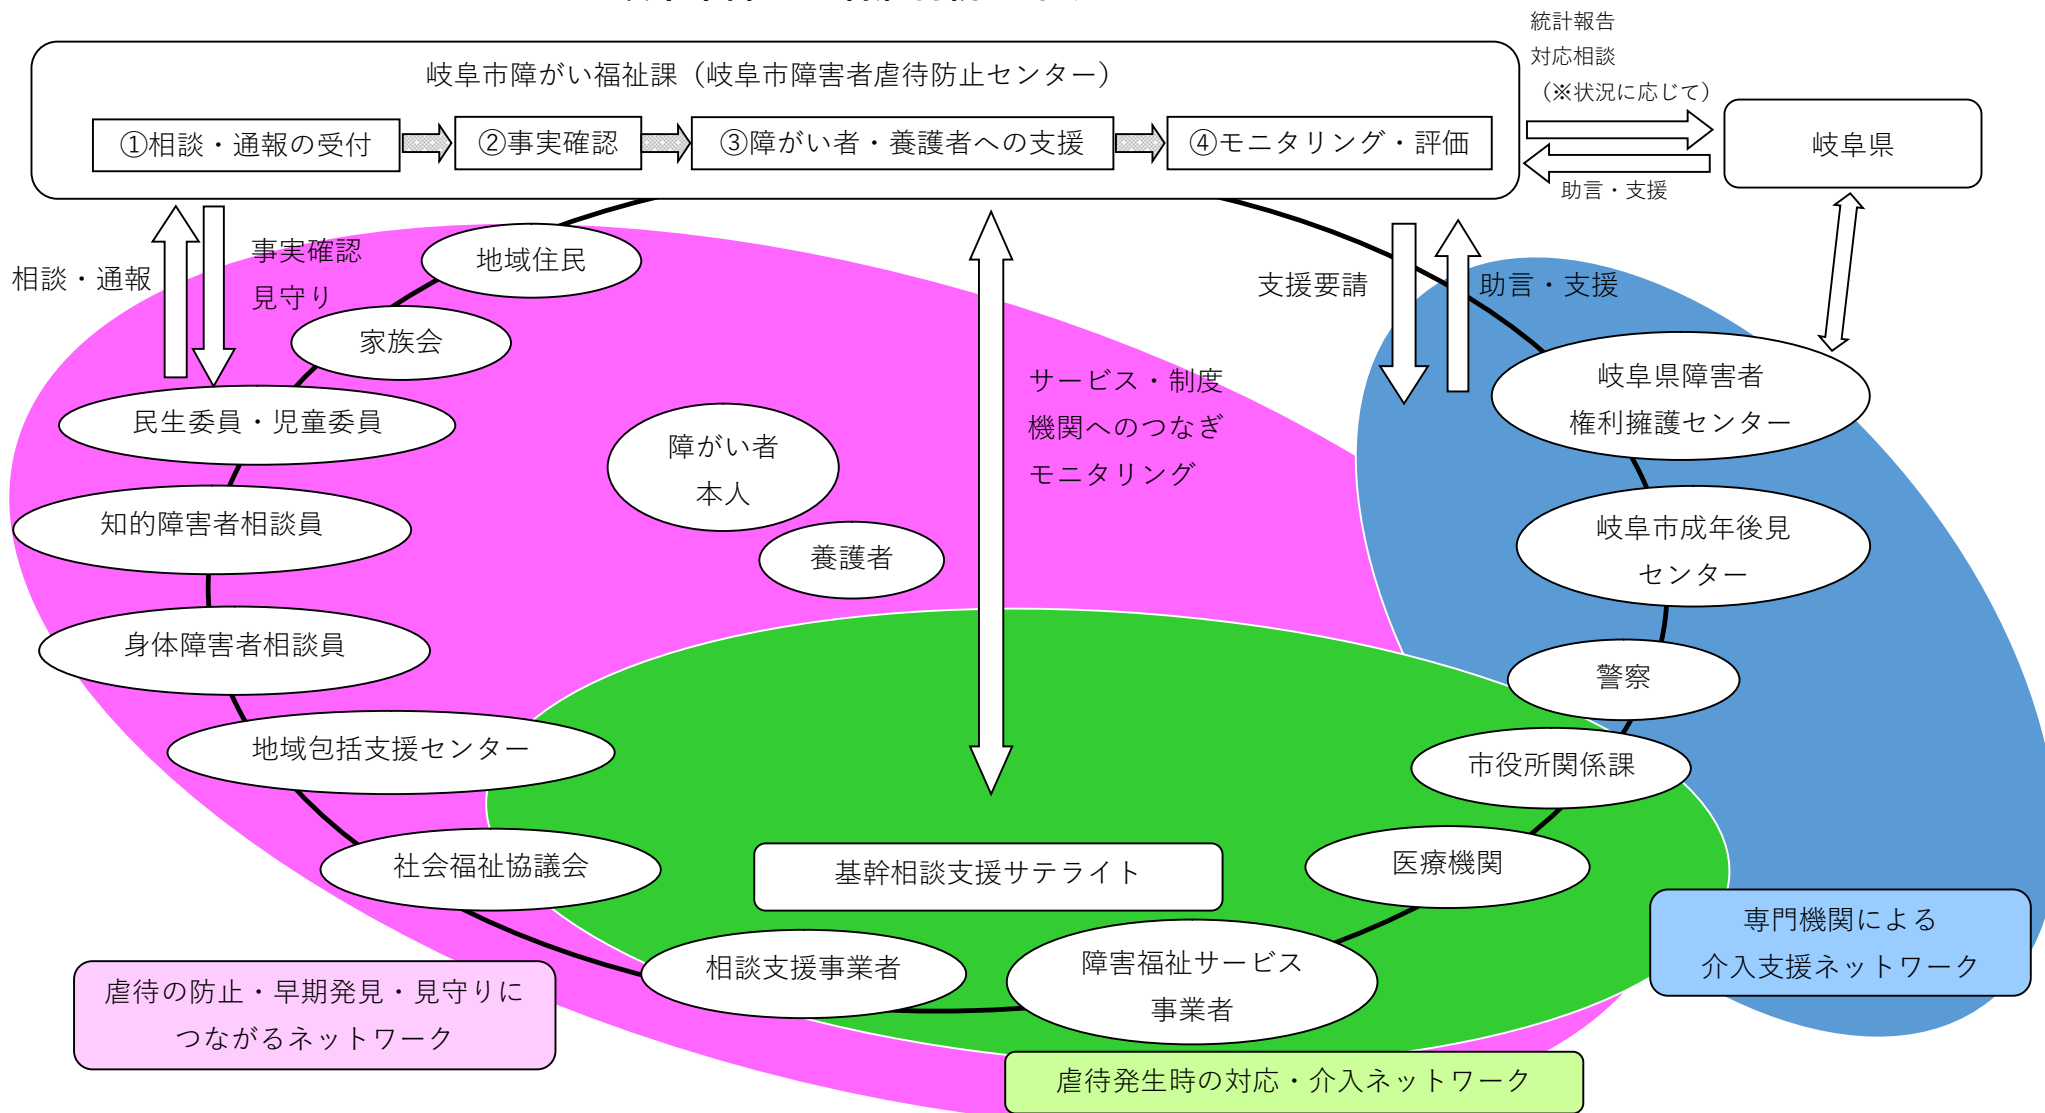 統計報告
対応相談
（※状況に応じて）
岐阜市障がい福祉課（岐阜市障害者虐待防止センター）
①相談・通報の受付
②事実確認
③障がい者・養護者への支援
④モニタリング・評価
岐阜県
助言・支援
相談・通報
事実確認
見守り
地域住民
家族会
民生委員・児童委員
知的障害者相談員
身体障害者相談員
地域包括支援センター
社会福祉協議会
障がい者
本人
養護者
サービス・制度
機関へのつなぎ
モニタリング
支援要請
助言・支援
岐阜県障害者
権利擁護センター
岐阜市成年後見
センター
警察
市役所関係課
医療機関
基幹相談支援サテライト
相談支援事業者
障害福祉サービス
事業者
専門機関による
介入支援ネットワーク
虐待の防止・早期発見・見守りに
つながるネットワーク
虐待発生時の対応・介入ネットワーク